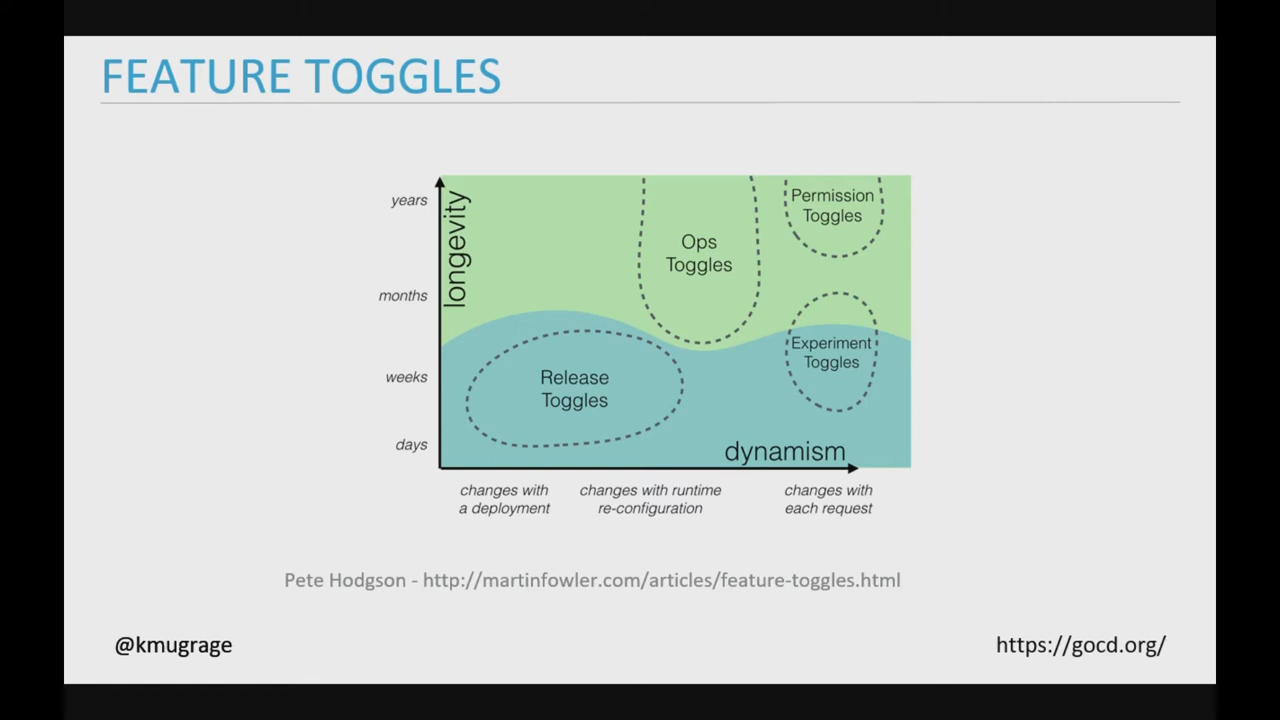 FEATURE TOGGLES
longevity
years
months
weeks
days
Ops
Toggles
Permission
Toggles
Experiment
Toggles
Release
Toggles
dynamism
changes with
a deployment
changes with runtime
re-configuration
changes with
each request
Pete Hodgson - http://martinfowler.com/articles/feature-toggles.html
@kmugrage
https://gocd.org/